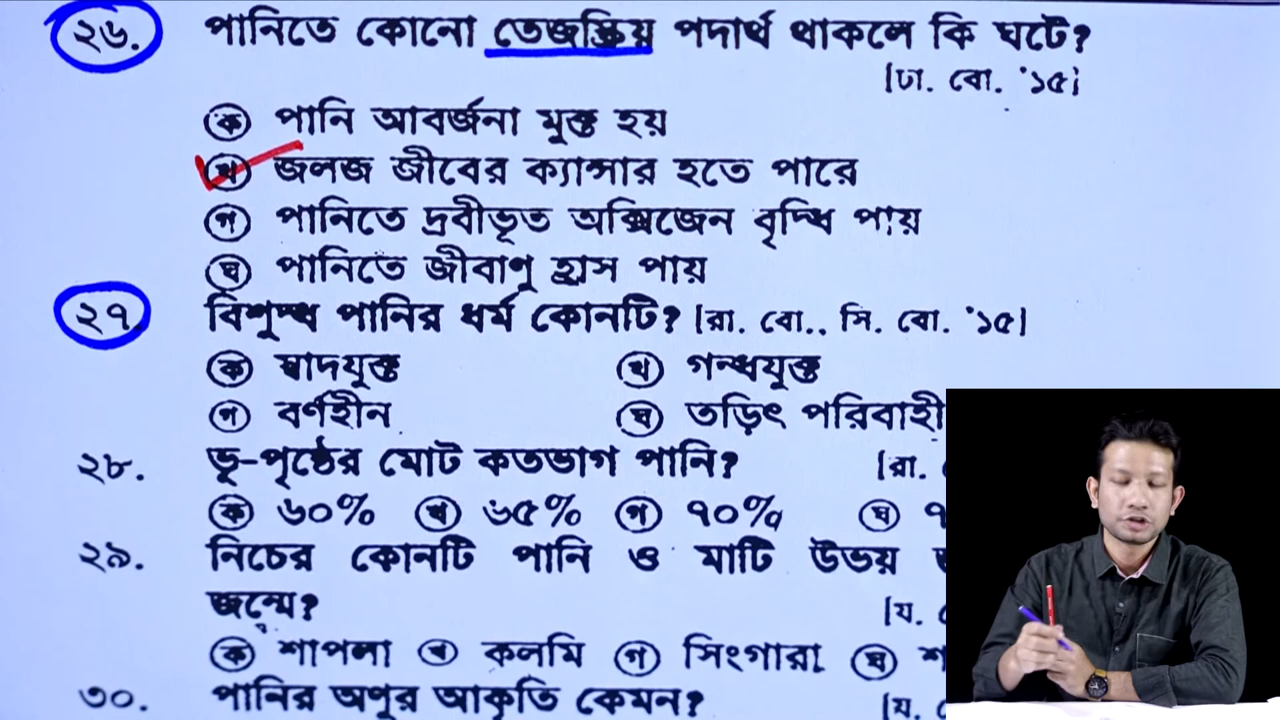 ২৬. পানিতে কোনো তেজস্ক্রিয় পদার্থ থাকলে কি ঘটে?
[ঢা. বো. '১৫]
ক পানি আবর্জনা মুক্ত হয়
খ জলজ জীবের ক্যান্সার হতে পারে
গ পানিতে দ্রবীভূত অক্সিজেন বৃদ্ধি পায়
ঘ পানিতে জীবাণু হ্রাস পায়
২৭. বিশুদ্ধ পানির ধর্ম কোনটি? [রা. বো., সি. বো. '১৫]
ক স্বাদযুক্ত খ গন্ধযুক্ত
গ বর্ণহীন ঘ তড়িৎ পরিবাহী
২৮. ভূ-পৃষ্ঠের মোট কতভাগ পানি? [রা.
ক ৬০% খ ৬৫% গ ৭০% ঘ ৭
২৯. নিচের কোনটি পানি ও মাটি উভয়
জন্মে? [য.
ক শাপলা খ কলমি গ সিংগারা ঘ
৩০. পানির অণুর আকৃতি কেমন? [য.